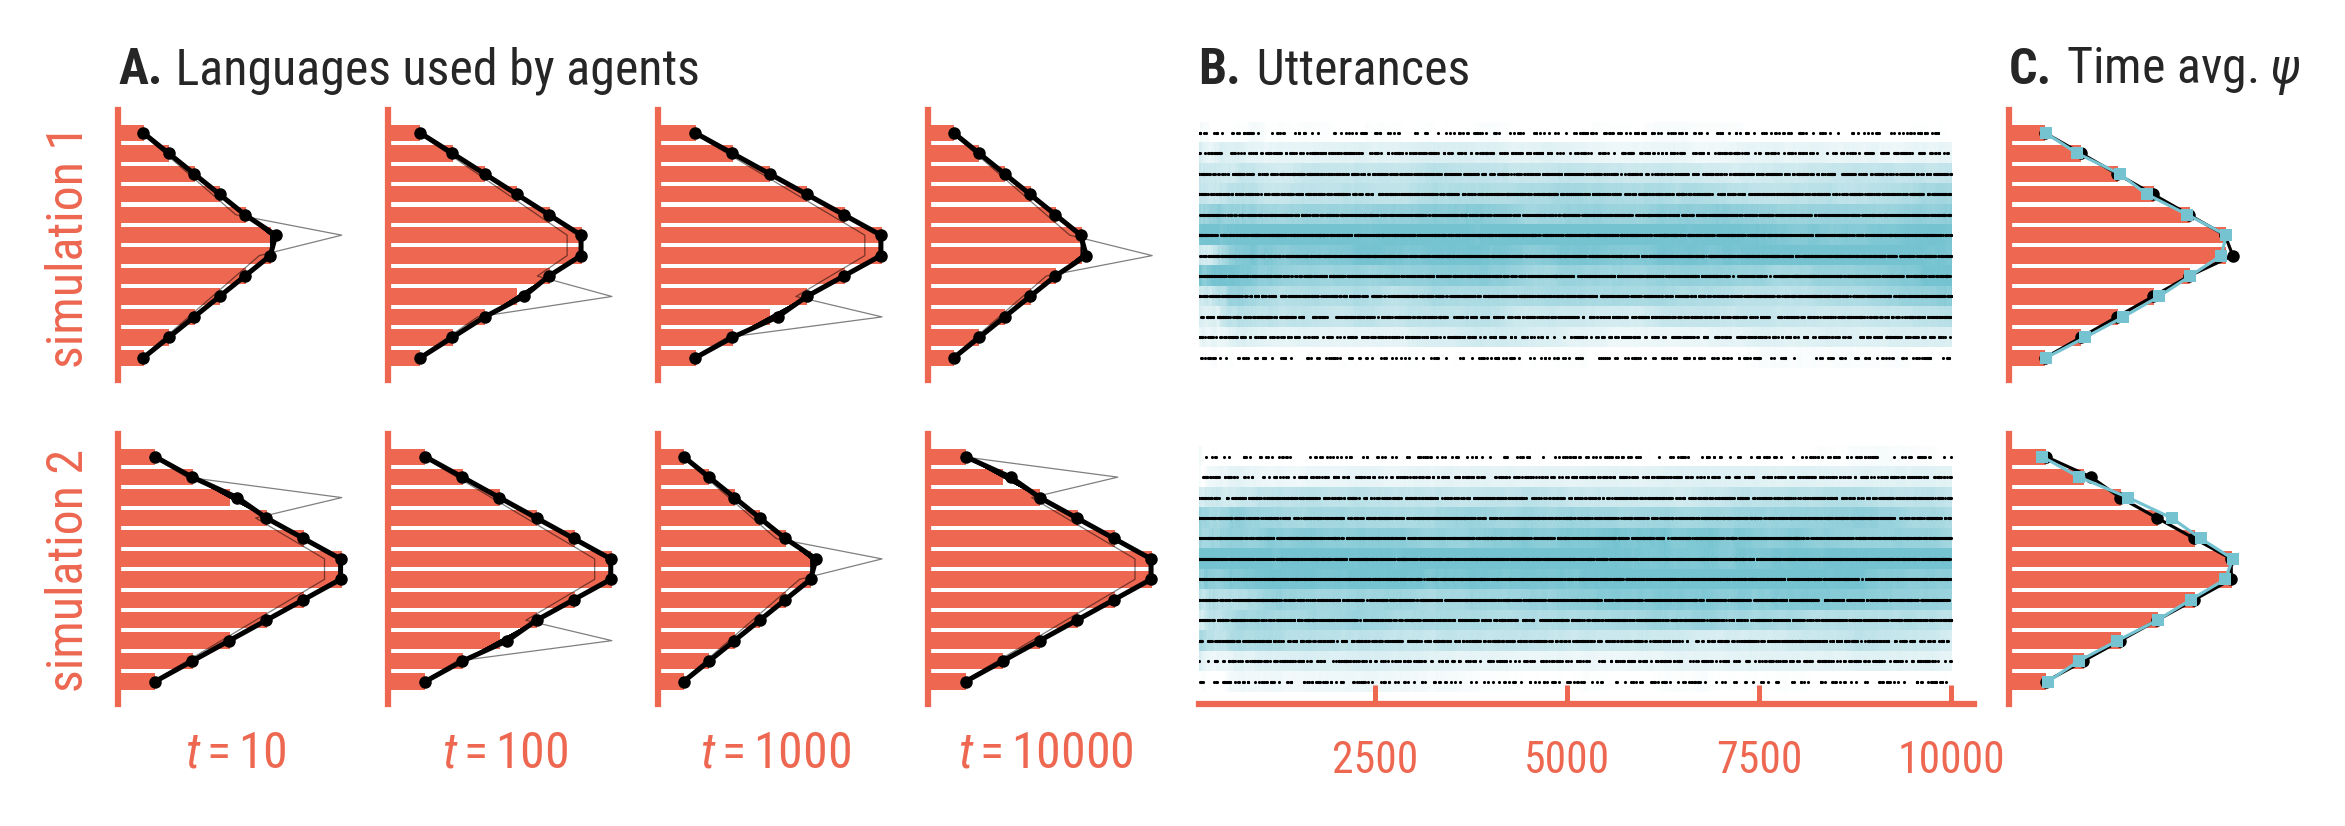 A. Languages used by agents
B. Utterances
C. Time avg. ψ
simulation 1
simulation 2
t = 10
t = 100
t = 1000
t = 10000
2500
5000
7500
10000